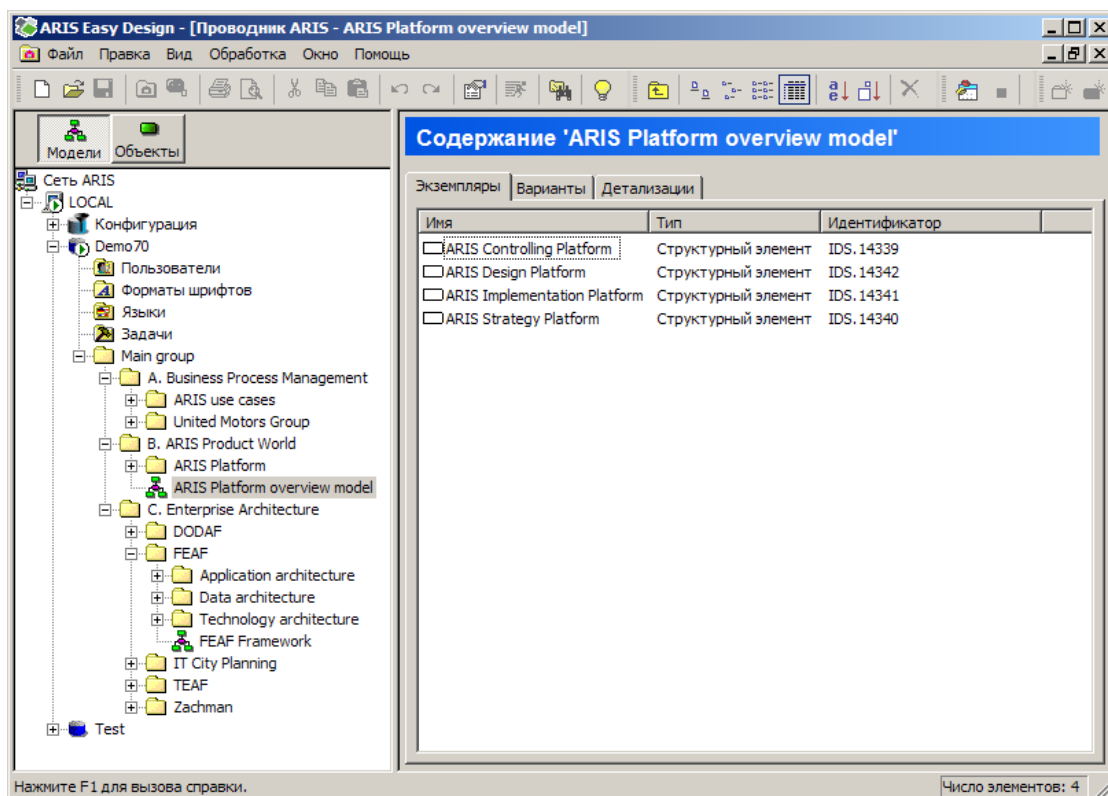 ARIS Easy Design - [Проводник ARIS - ARIS Platform overview model]
Файл Правка Вид Обработка Окно Помощь
Модели Объекты
Сеть ARIS
LOCAL
Конфигурация
Demo70
Пользователи
Форматы шрифтов
Языки
Задачи
Main group
A. Business Process Management
ARIS use cases
United Motors Group
B. ARIS Product World
ARIS Platform
ARIS Platform overview model
C. Enterprise Architecture
DODAF
FEAF
Application architecture
Data architecture
Technology architecture
FEAF Framework
IT City Planning
TEAF
Zachman
Test
Содержание 'ARIS Platform overview model'
Экземпляры Варианты Детализации
Имя Тип Идентификатор
ARIS Controlling Platform Структурный элемент IDS.14339
ARIS Design Platform Структурный элемент IDS.14342
ARIS Implementation Platform Структурный элемент IDS.14341
ARIS Strategy Platform Структурный элемент IDS.14340
Нажмите F1 для вызова справки. Число элементов: 4